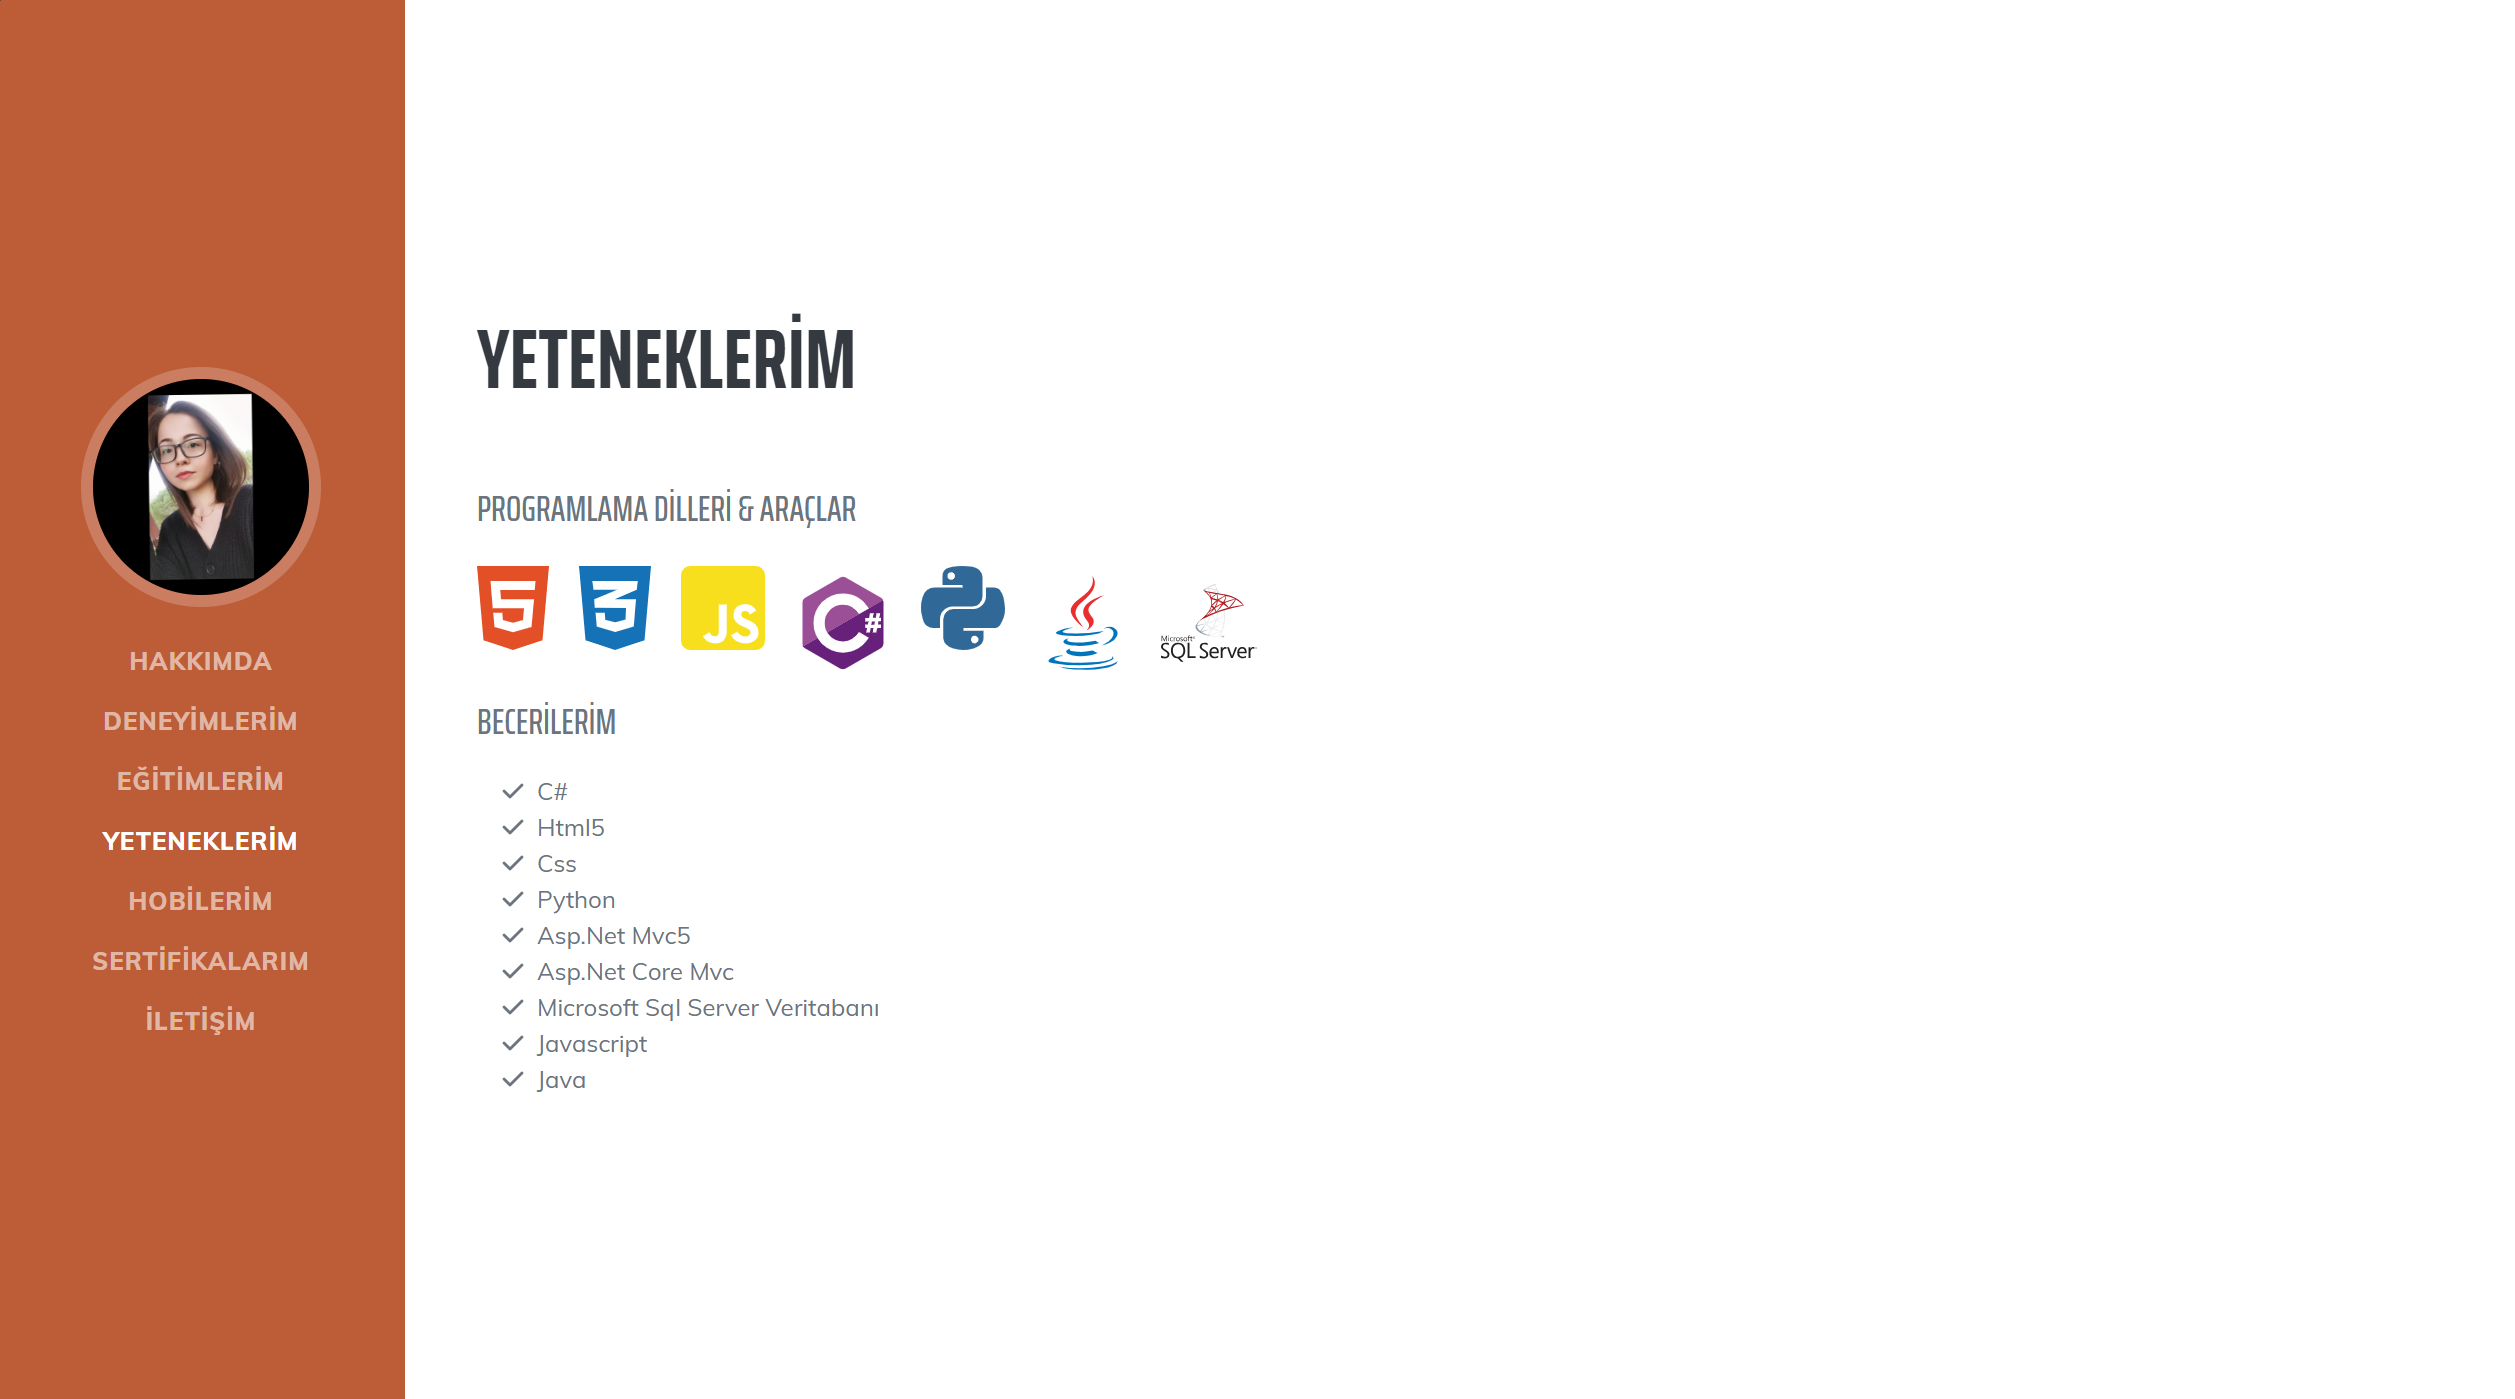 HAKKIMDA
DENEYİMLERİM
EĞİTİMLERİM
YETENEKLERİM
HOBİLERİM
SERTİFİKALARIM
İLETİŞİM
YETENEKLERİM
PROGRAMLAMA DİLLERİ & ARAÇLAR
5
3
JS
C#
Microsoft
SQL Server
BECERİLERİM
C#
Html5
Css
Python
Asp.Net Mvc5
Asp.Net Core Mvc
Microsoft Sql Server Veritabanı
Javascript
Java